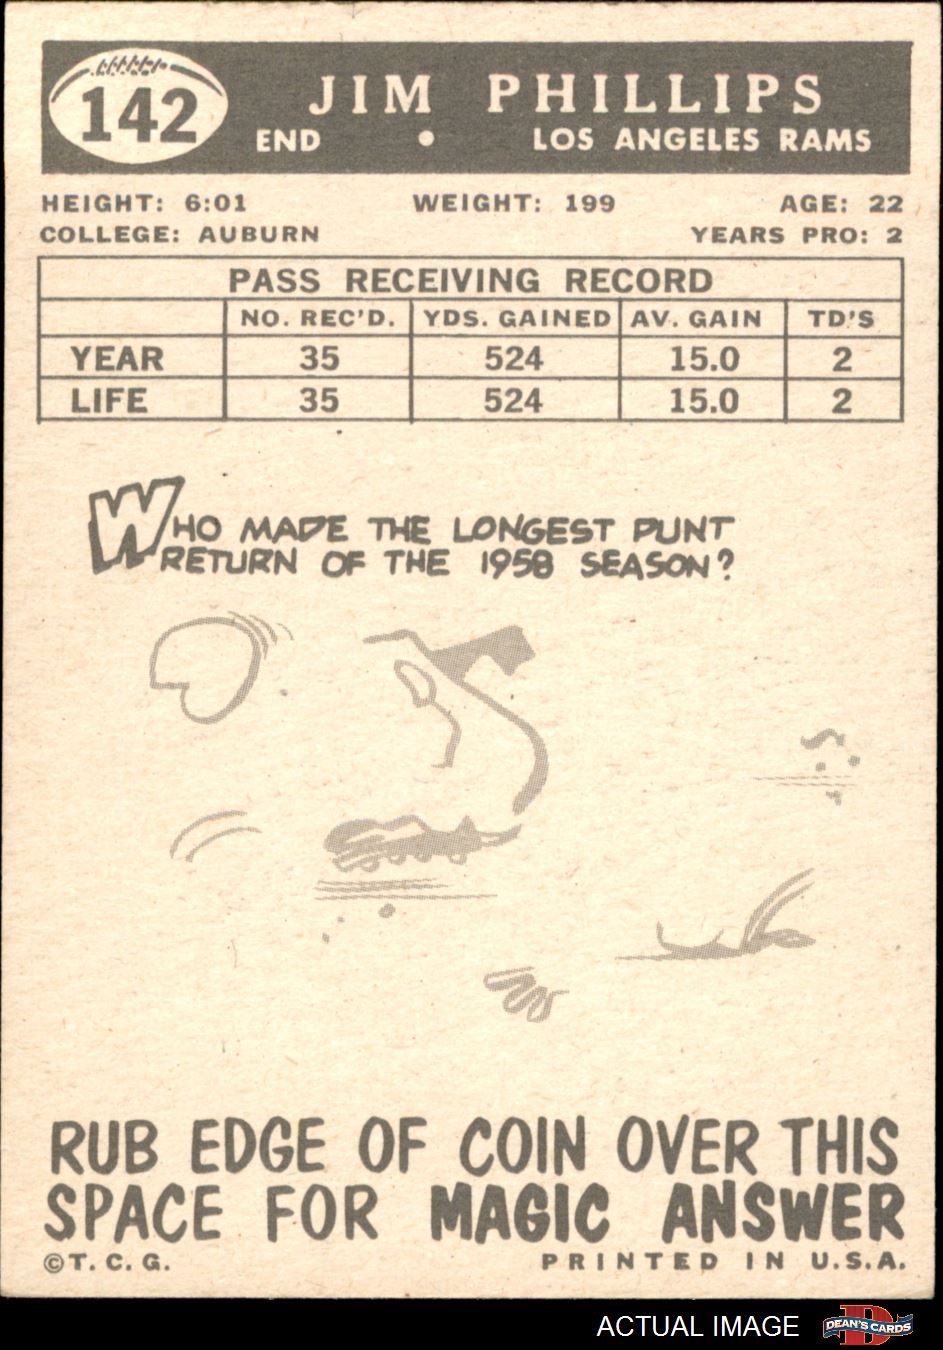 142
JIM PHILLIPS
END • LOS ANGELES RAMS
HEIGHT: 6:01 WEIGHT: 199 AGE: 22
COLLEGE: AUBURN YEARS PRO: 2
PASS RECEIVING RECORD
NO. REC'D. YDS. GAINED AV. GAIN TD'S
YEAR 35 524 15.0 2
LIFE 35 524 15.0 2
WHO MADE THE LONGEST PUNT
RETURN OF THE 1958 SEASON?
RUB EDGE OF COIN OVER THIS
SPACE FOR MAGIC ANSWER
©T. C. G. PRINTED IN U.S.A.
ACTUAL IMAGE D DEAN'S CARDS